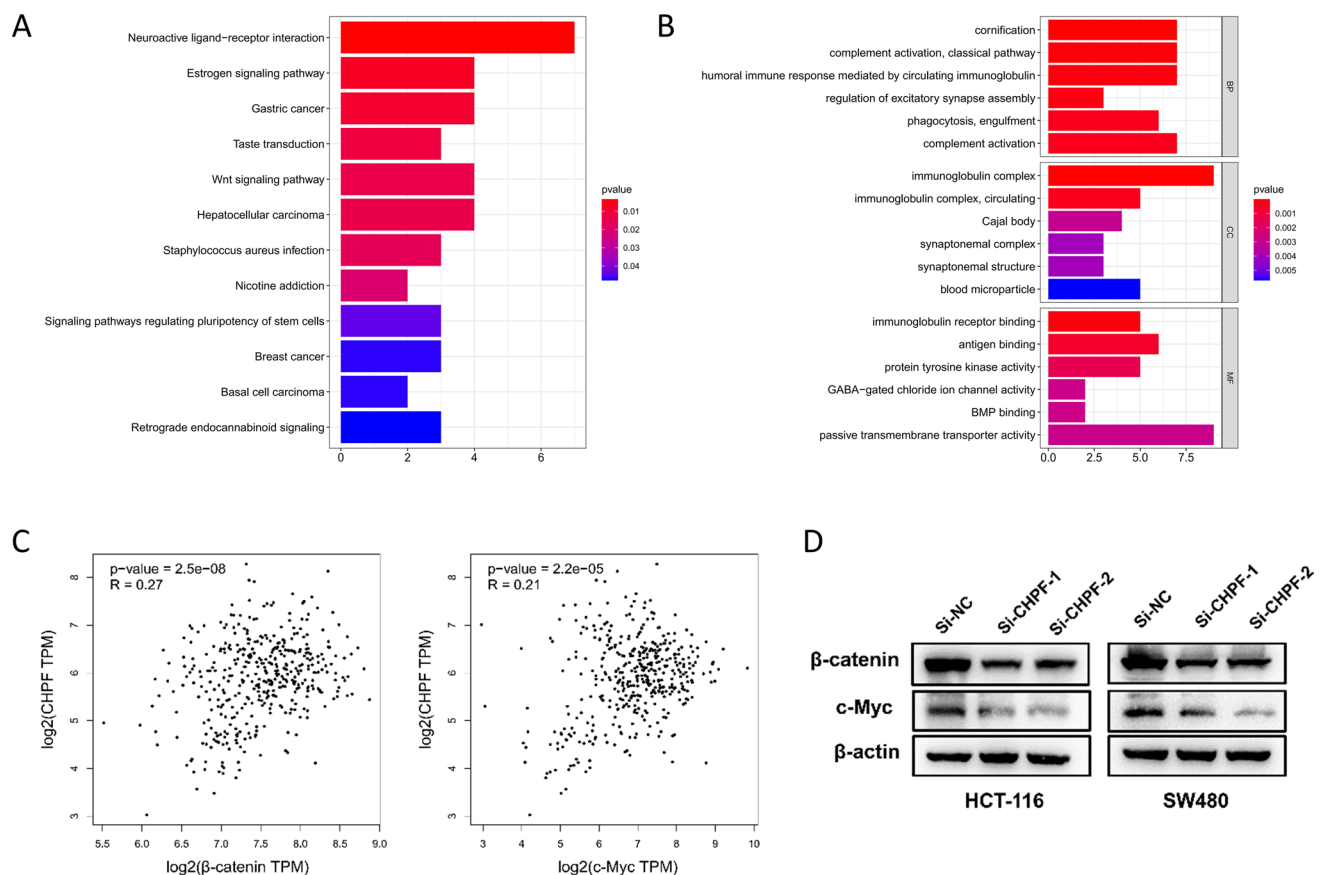 A
Neuroactive ligand−receptor interaction
Estrogen signaling pathway
Gastric cancer
Taste transduction
Wnt signaling pathway
Hepatocellular carcinoma
Staphylococcus aureus infection
Nicotine addiction
Signaling pathways regulating pluripotency of stem cells
Breast cancer
Basal cell carcinoma
Retrograde endocannabinoid signaling
0 2 4 6
pvalue
0.01
0.02
0.03
0.04
B
cornification
complement activation, classical pathway
humoral immune response mediated by circulating immunoglobulin
regulation of excitatory synapse assembly
phagocytosis, engulfment
complement activation
BP
immunoglobulin complex
immunoglobulin complex, circulating
Cajal body
synaptonemal complex
synaptonemal structure
blood microparticle
CC
immunoglobulin receptor binding
antigen binding
protein tyrosine kinase activity
GABA−gated chloride ion channel activity
BMP binding
passive transmembrane transporter activity
MF
0.0 2.5 5.0 7.5
pvalue
0.001
0.002
0.003
0.004
0.005
C
p−value = 2.5e−08
R = 0.27
log2(CHPF TPM)
8
7
6
5
4
3
5.5 6.0 6.5 7.0 7.5 8.0 8.5 9.0
log2(β-catenin TPM)
p−value = 2.2e−05
R = 0.21
log2(CHPF TPM)
8
7
6
5
4
3
3 4 5 6 7 8 9 10
log2(c-Myc TPM)
D
Si-NC Si-CHPF-1 Si-CHPF-2 Si-NC Si-CHPF-1 Si-CHPF-2
β-catenin
c-Myc
β-actin
HCT-116 SW480